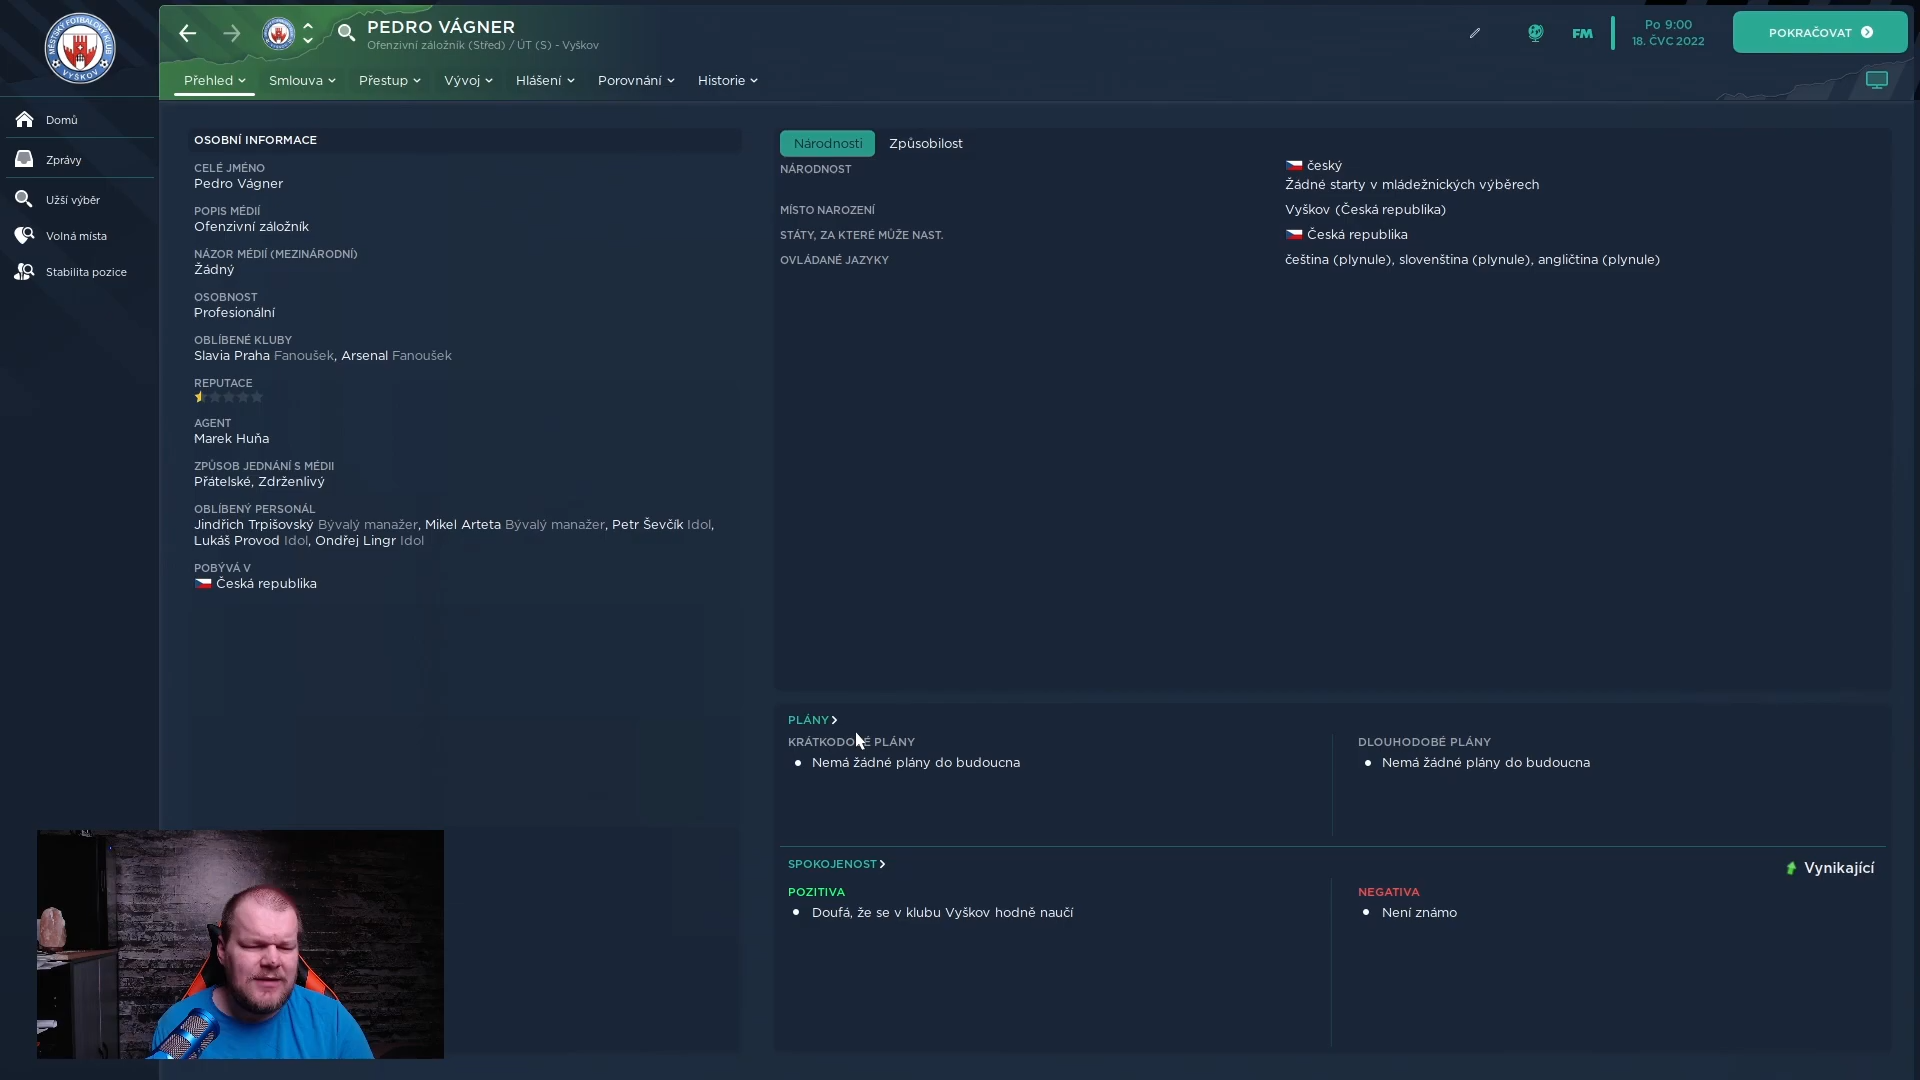 MĚSTSKÝ FOTBALOVÝ KLUB
VYŠKOV
PEDRO VÁGNER
Ofenzivní záložník (Střed) / ÚT (S) - Vyškov
FM
Po 9:00
18. ČVC 2022
POKRAČOVAT
Přehled
Smlouva
Přestup
Vývoj
Hlášení
Porovnání
Historie
Domů
Zprávy
Užší výběr
Volná místa
Stabilita pozice
OSOBNÍ INFORMACE
CELÉ JMÉNO
Pedro Vágner
POPIS MÉDIÍ
Ofenzivní záložník
NÁZOR MÉDIÍ (MEZINÁRODNÍ)
Žádný
OSOBNOST
Profesionální
OBLÍBENÉ KLUBY
Slavia Praha Fanoušek, Arsenal Fanoušek
REPUTACE
AGENT
Marek Huňa
ZPŮSOB JEDNÁNÍ S MÉDII
Přátelské, Zdrženlivý
OBLÍBENÝ PERSONÁL
Jindřich Trpišovský Bývalý manažer, Mikel Arteta Bývalý manažer, Petr Ševčík Idol,
Lukáš Provod Idol, Ondřej Lingr Idol
POBÝVÁ V
Česká republika
Národnosti
Způsobilost
NÁRODNOST
český
Žádné starty v mládežnických výběrech
MÍSTO NAROZENÍ
Vyškov (Česká republika)
STÁTY, ZA KTERÉ MŮŽE NAST.
Česká republika
OVLÁDANÉ JAZYKY
čeština (plynule), slovenština (plynule), angličtina (plynule)
PLÁNY
KRÁTKODOBÉ PLÁNY
Nemá žádné plány do budoucna
DLOUHODOBÉ PLÁNY
Nemá žádné plány do budoucna
SPOKOJENOST
Vynikající
POZITIVA
Doufá, že se v klubu Vyškov hodně naučí
NEGATIVA
Není známo